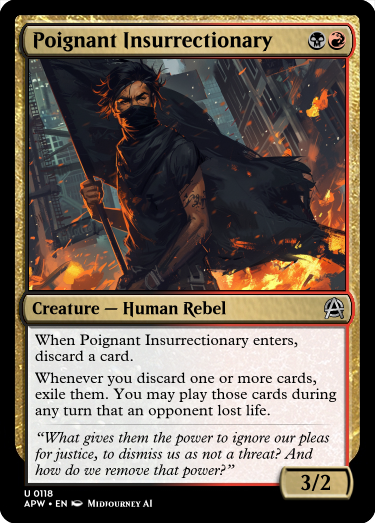 Poignant Insurrectionary
Creature — Human Rebel
When Poignant Insurrectionary enters,
discard a card.
Whenever you discard one or more cards,
exile them. You may play those cards during
any turn that an opponent lost life.
“What gives them the power to ignore our pleas
for justice, to dismiss us as not a threat? And
how do we remove that power?”
3/2
U 0118
APW • EN Midjourney AI